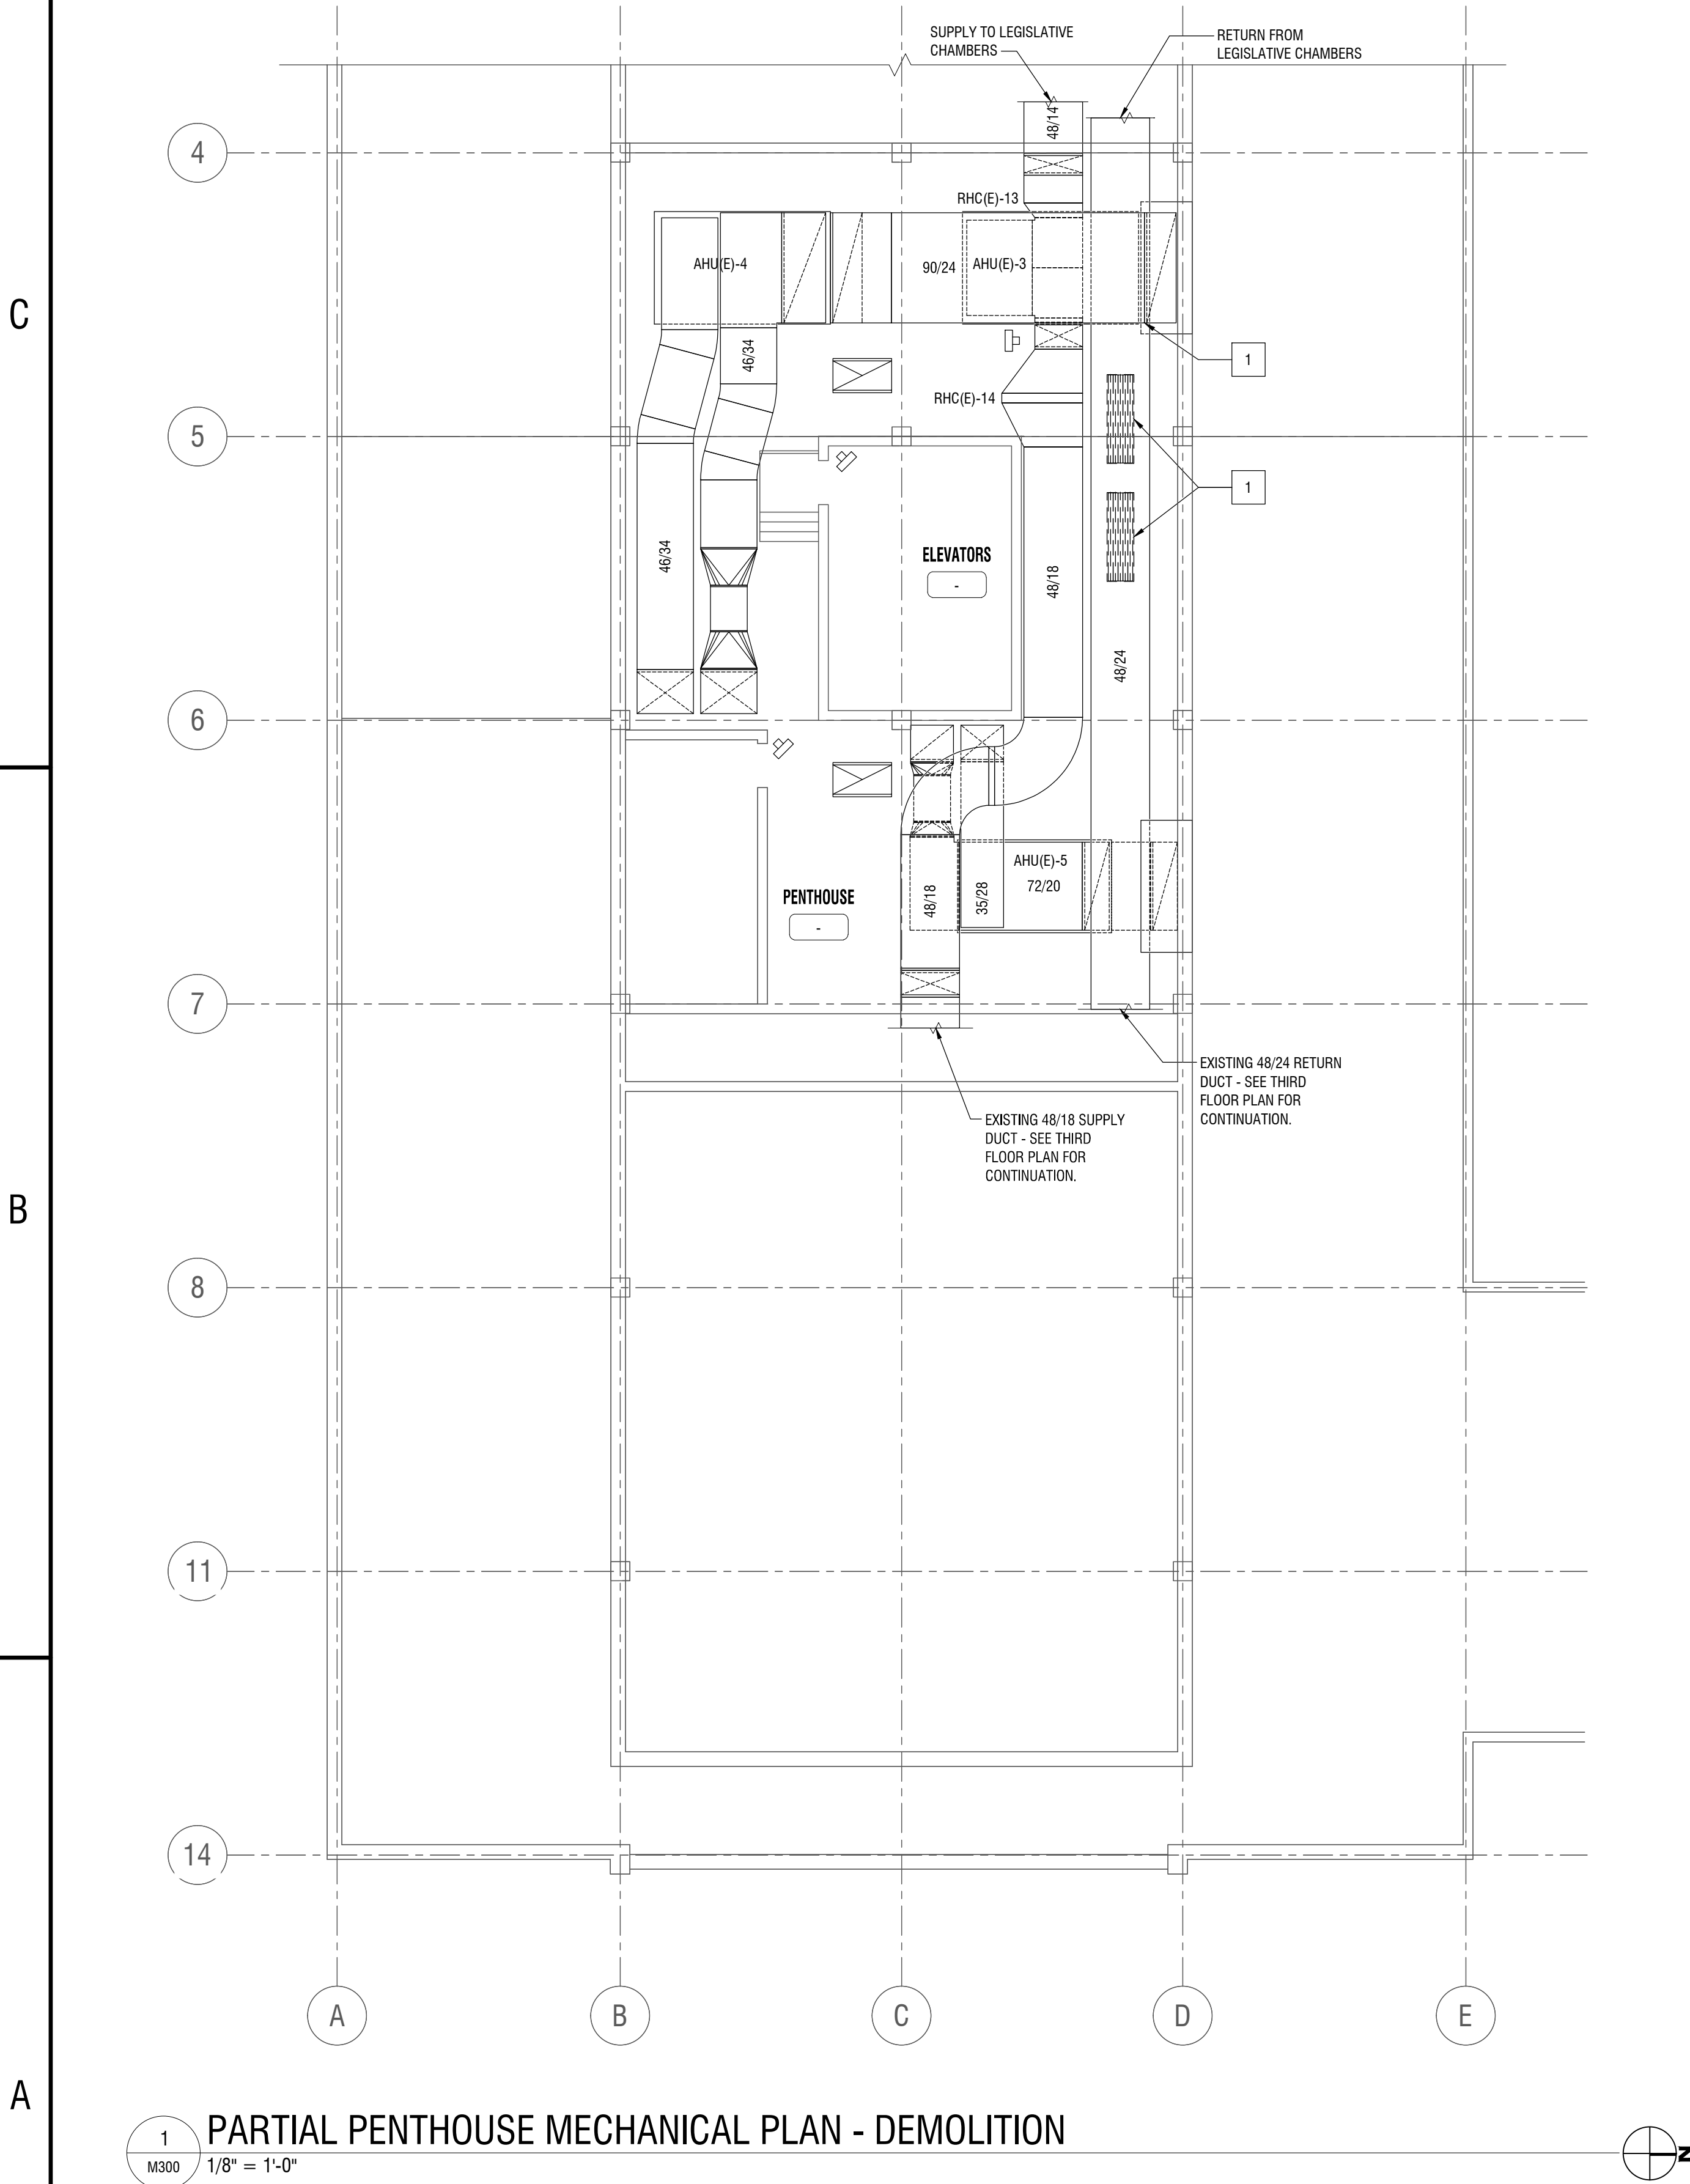 SUPPLY TO LEGISLATIVE
CHAMBERS
RETURN FROM
LEGISLATIVE CHAMBERS
48/14
4
RHC(E)-13
AHU(E)-4
90/24
AHU(E)-3
C
46/34
1
RHC(E)-14
5
1
46/34
ELEVATORS
-
48/18
48/24
6
AHU(E)-5
72/20
48/18
35/28
PENTHOUSE
-
7
EXISTING 48/24 RETURN
DUCT - SEE THIRD
FLOOR PLAN FOR
CONTINUATION.
EXISTING 48/18 SUPPLY
DUCT - SEE THIRD
FLOOR PLAN FOR
CONTINUATION.
B
8
11
14
A
B
C
D
E
A
1
M300
PARTIAL PENTHOUSE MECHANICAL PLAN - DEMOLITION
1/8" = 1'-0"
N